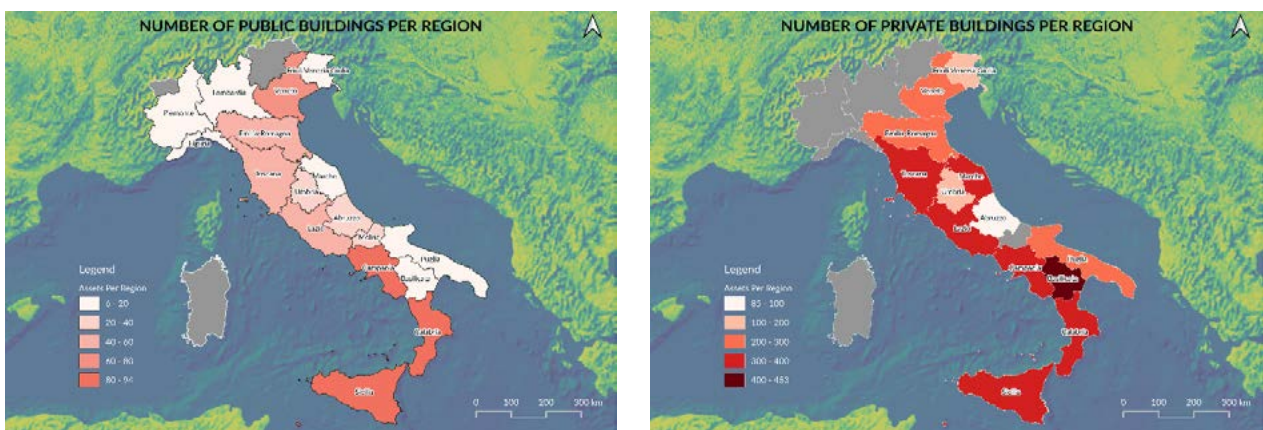 NUMBER OF PUBLIC BUILDINGS PER REGION
Friuli Venezia Giulia
Lombardia
Veneto
Piemonte
Emilia-Romagna
Liguria
Toscana
Marche
Umbria
Abruzzo
Lazio
Molise
Puglia
Campania
Basilicata
Calabria
Sicilia
Legend
Assets Per Region
6 - 20
20 - 40
40 - 60
60 - 80
80 - 94
0 100 200 300 km
NUMBER OF PRIVATE BUILDINGS PER REGION
Friuli Venezia Giulia
Veneto
Emilia-Romagna
Toscana
Marche
Umbria
Abruzzo
Lazio
Puglia
Campania
Basilicata
Calabria
Sicilia
Legend
Assets Per Region
85 - 100
100 - 200
200 - 300
300 - 400
400 - 453
0 100 200 300 km